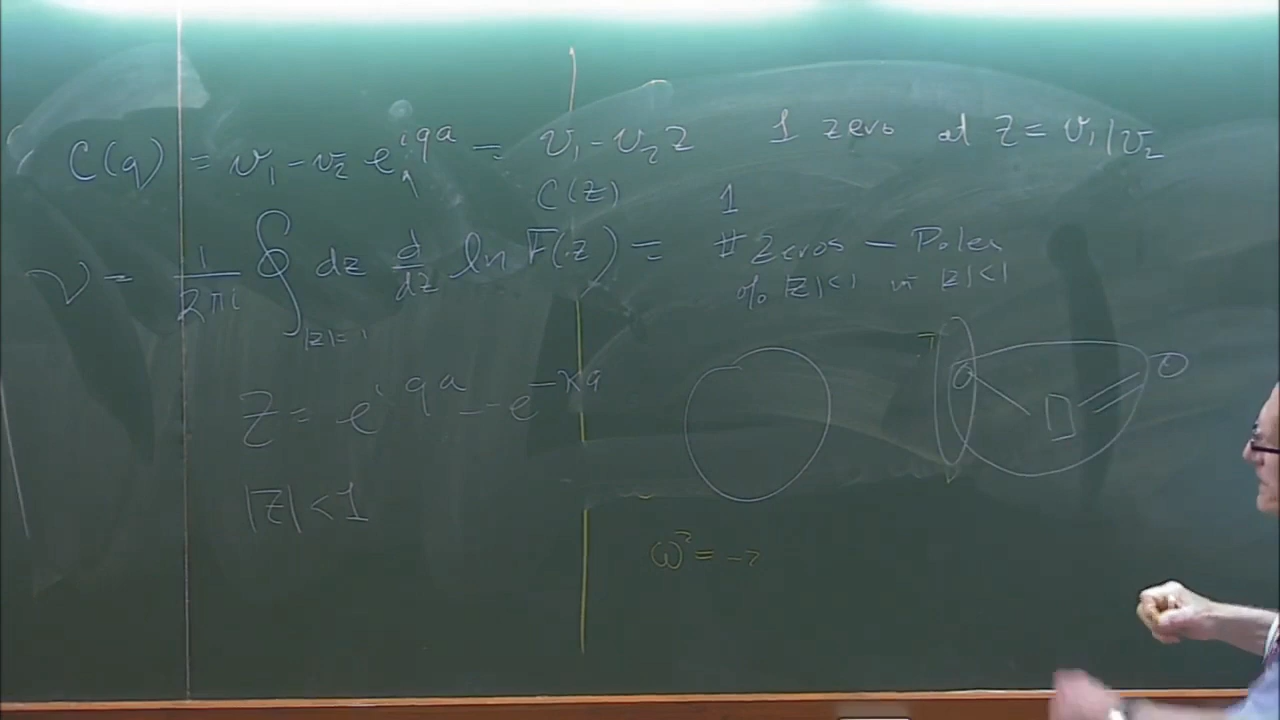 C(q) = v₁ - v₂ e^{iqa} = v₁ - v₂ z 1 zero at z = v₁/v₂
C(z) 1
ν = 1/2πi ∮_{|z|=1} dz d/dz ln F(z) = # Zeros - Poles
of |z|<1 in |z|<1
z = e^{iqa} - e^{-κa}
|z| < 1
ω² = -